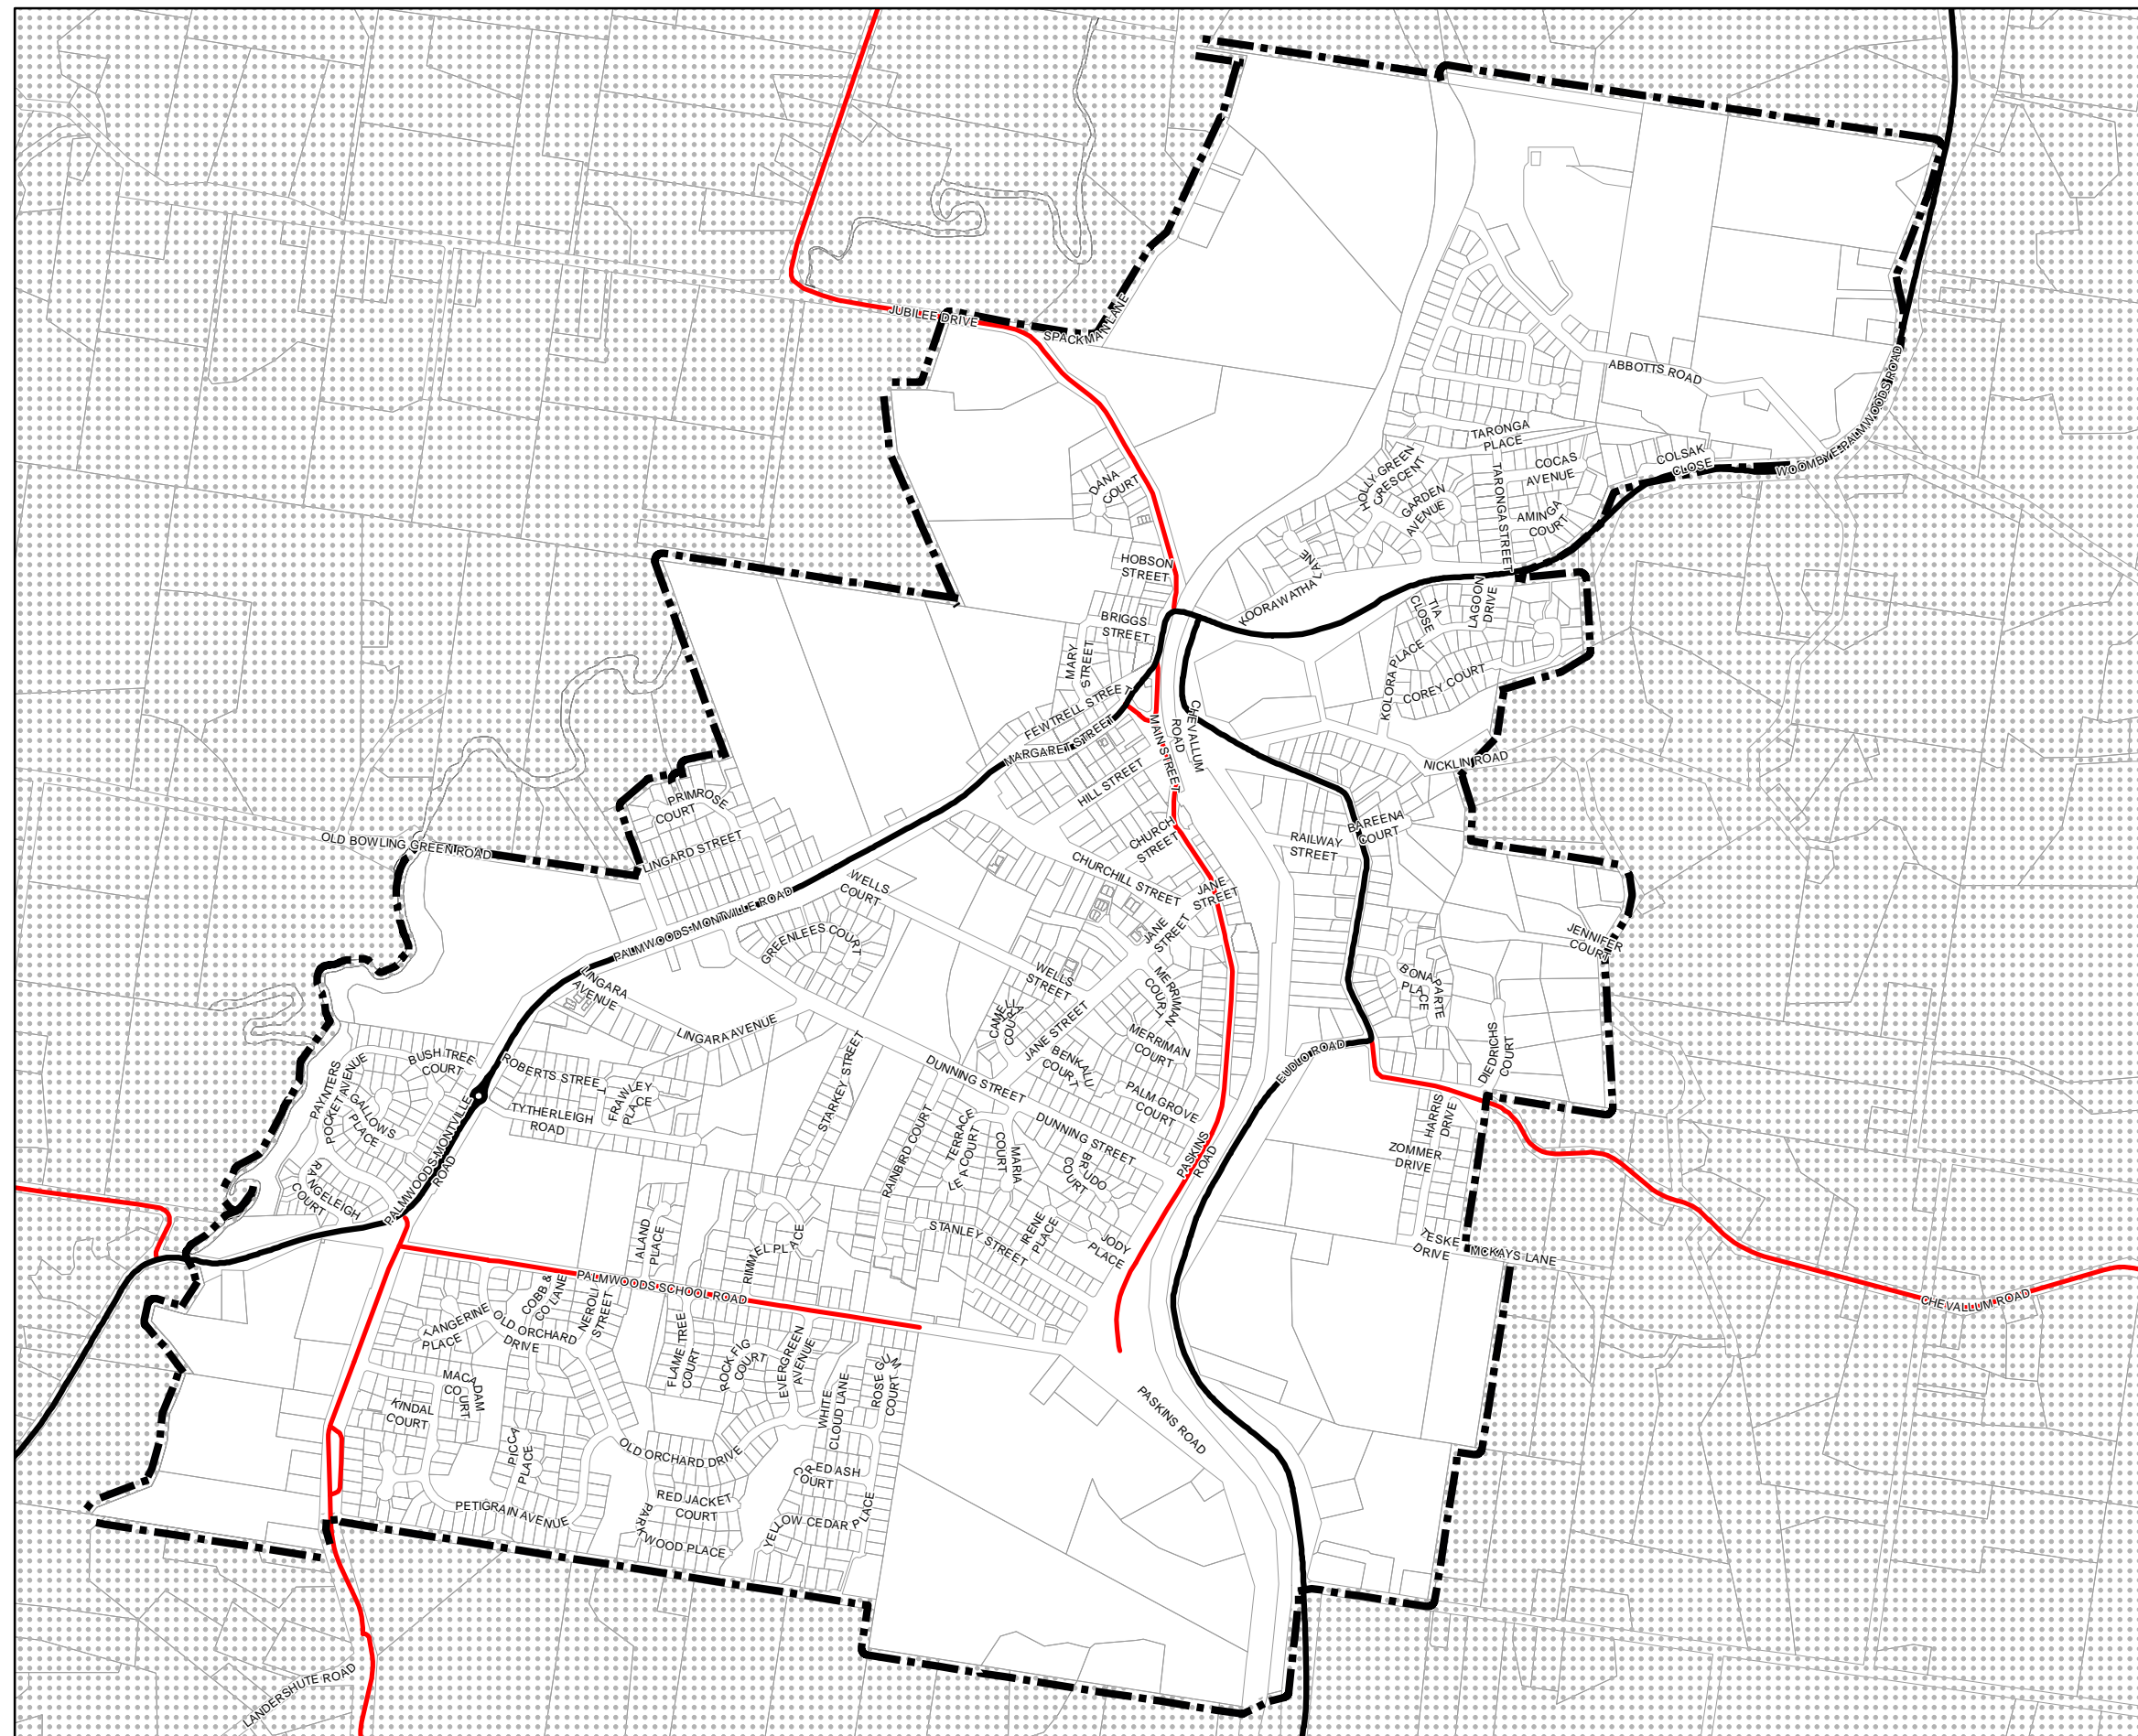 JUBILEE DRIVE
SPACKMAN LANE
ABBOTTS ROAD
WOOMBYE-PALMWOODS ROAD
TARONGA
PLACE
COCAS
AVENUE
COLSAK
CLOSE
HOLLY GREEN
CRESCENT
GARDEN
AVENUE
TARONGA STREET
AMINGA
COURT
DANA
COURT
HOBSON
STREET
KOORAWATHA LANE
TIA
CLOSE
LAGOON
DRIVE
BRIGGS
STREET
MARY
STREET
KOLORA PLACE
COREY COURT
FEWTRELL STREET
MARGARET STREET
MAIN STREET
CHEVALLUM
ROAD
NICKLIN ROAD
HILL STREET
PRIMROSE
COURT
LINGARD STREET
OLD BOWLING GREEN ROAD
CHURCH
STREET
RAILWAY
STREET
BAREENA
COURT
CHURCHILL STREET
JANE
STREET
WELLS
COURT
PALMWOODS-MONTVILLE ROAD
GREENLEES COURT
JANE
STREET
JENNIFER
COURT
LINGARA
AVENUE
WELLS
STREET
MERRIMAN
COURT
BONAPARTE
PLACE
LINGARA AVENUE
JANE STREET
MERRIMAN
COURT
EUDLO ROAD
DIEDRICHS
COURT
BUSH TREE
COURT
PAYNTERS
POCKET AVENUE
GALLOWS
PLACE
ROBERTS STREET
FRAWLEY
PLACE
TYTHERLEIGH
ROAD
STARKEY STREET
DUNNING STREET
BENKALU
COURT
PALM GROVE
COURT
HARRIS
DRIVE
ZOMMER
DRIVE
RAINBIRD COURT
TERRACE
LEA COURT
MARIA
COURT
DUNNING STREET
BRUDO
COURT
PASKINS
ROAD
RANGELEIGH
COURT
PALMWOODS-MONTVILLE
ROAD
ALAND
PLACE
RIMMEL PLACE
STANLEY STREET
IRENE
PLACE
JODY
PLACE
TESKE
DRIVE
MCKAYS LANE
CHEVALLUM ROAD
PALMWOODS SCHOOL ROAD
COBB &
CO LANE
NEROLI
STREET
TANGERINE
PLACE
OLD ORCHARD
DRIVE
FLAME TREE
COURT
ROCK FIG
COURT
EVERGREEN
AVENUE
WHITE
CLOUD LANE
ROSE GUM
COURT
MACADAM
COURT
KINDAL
COURT
PICCA
PLACE
OLD ORCHARD DRIVE
PASKINS ROAD
RED ASH
COURT
RED JACKET
COURT
PETIGRAIN AVENUE
YELLOW CEDAR PLACE
WOOD PLACE
LANDERSHUTE ROAD